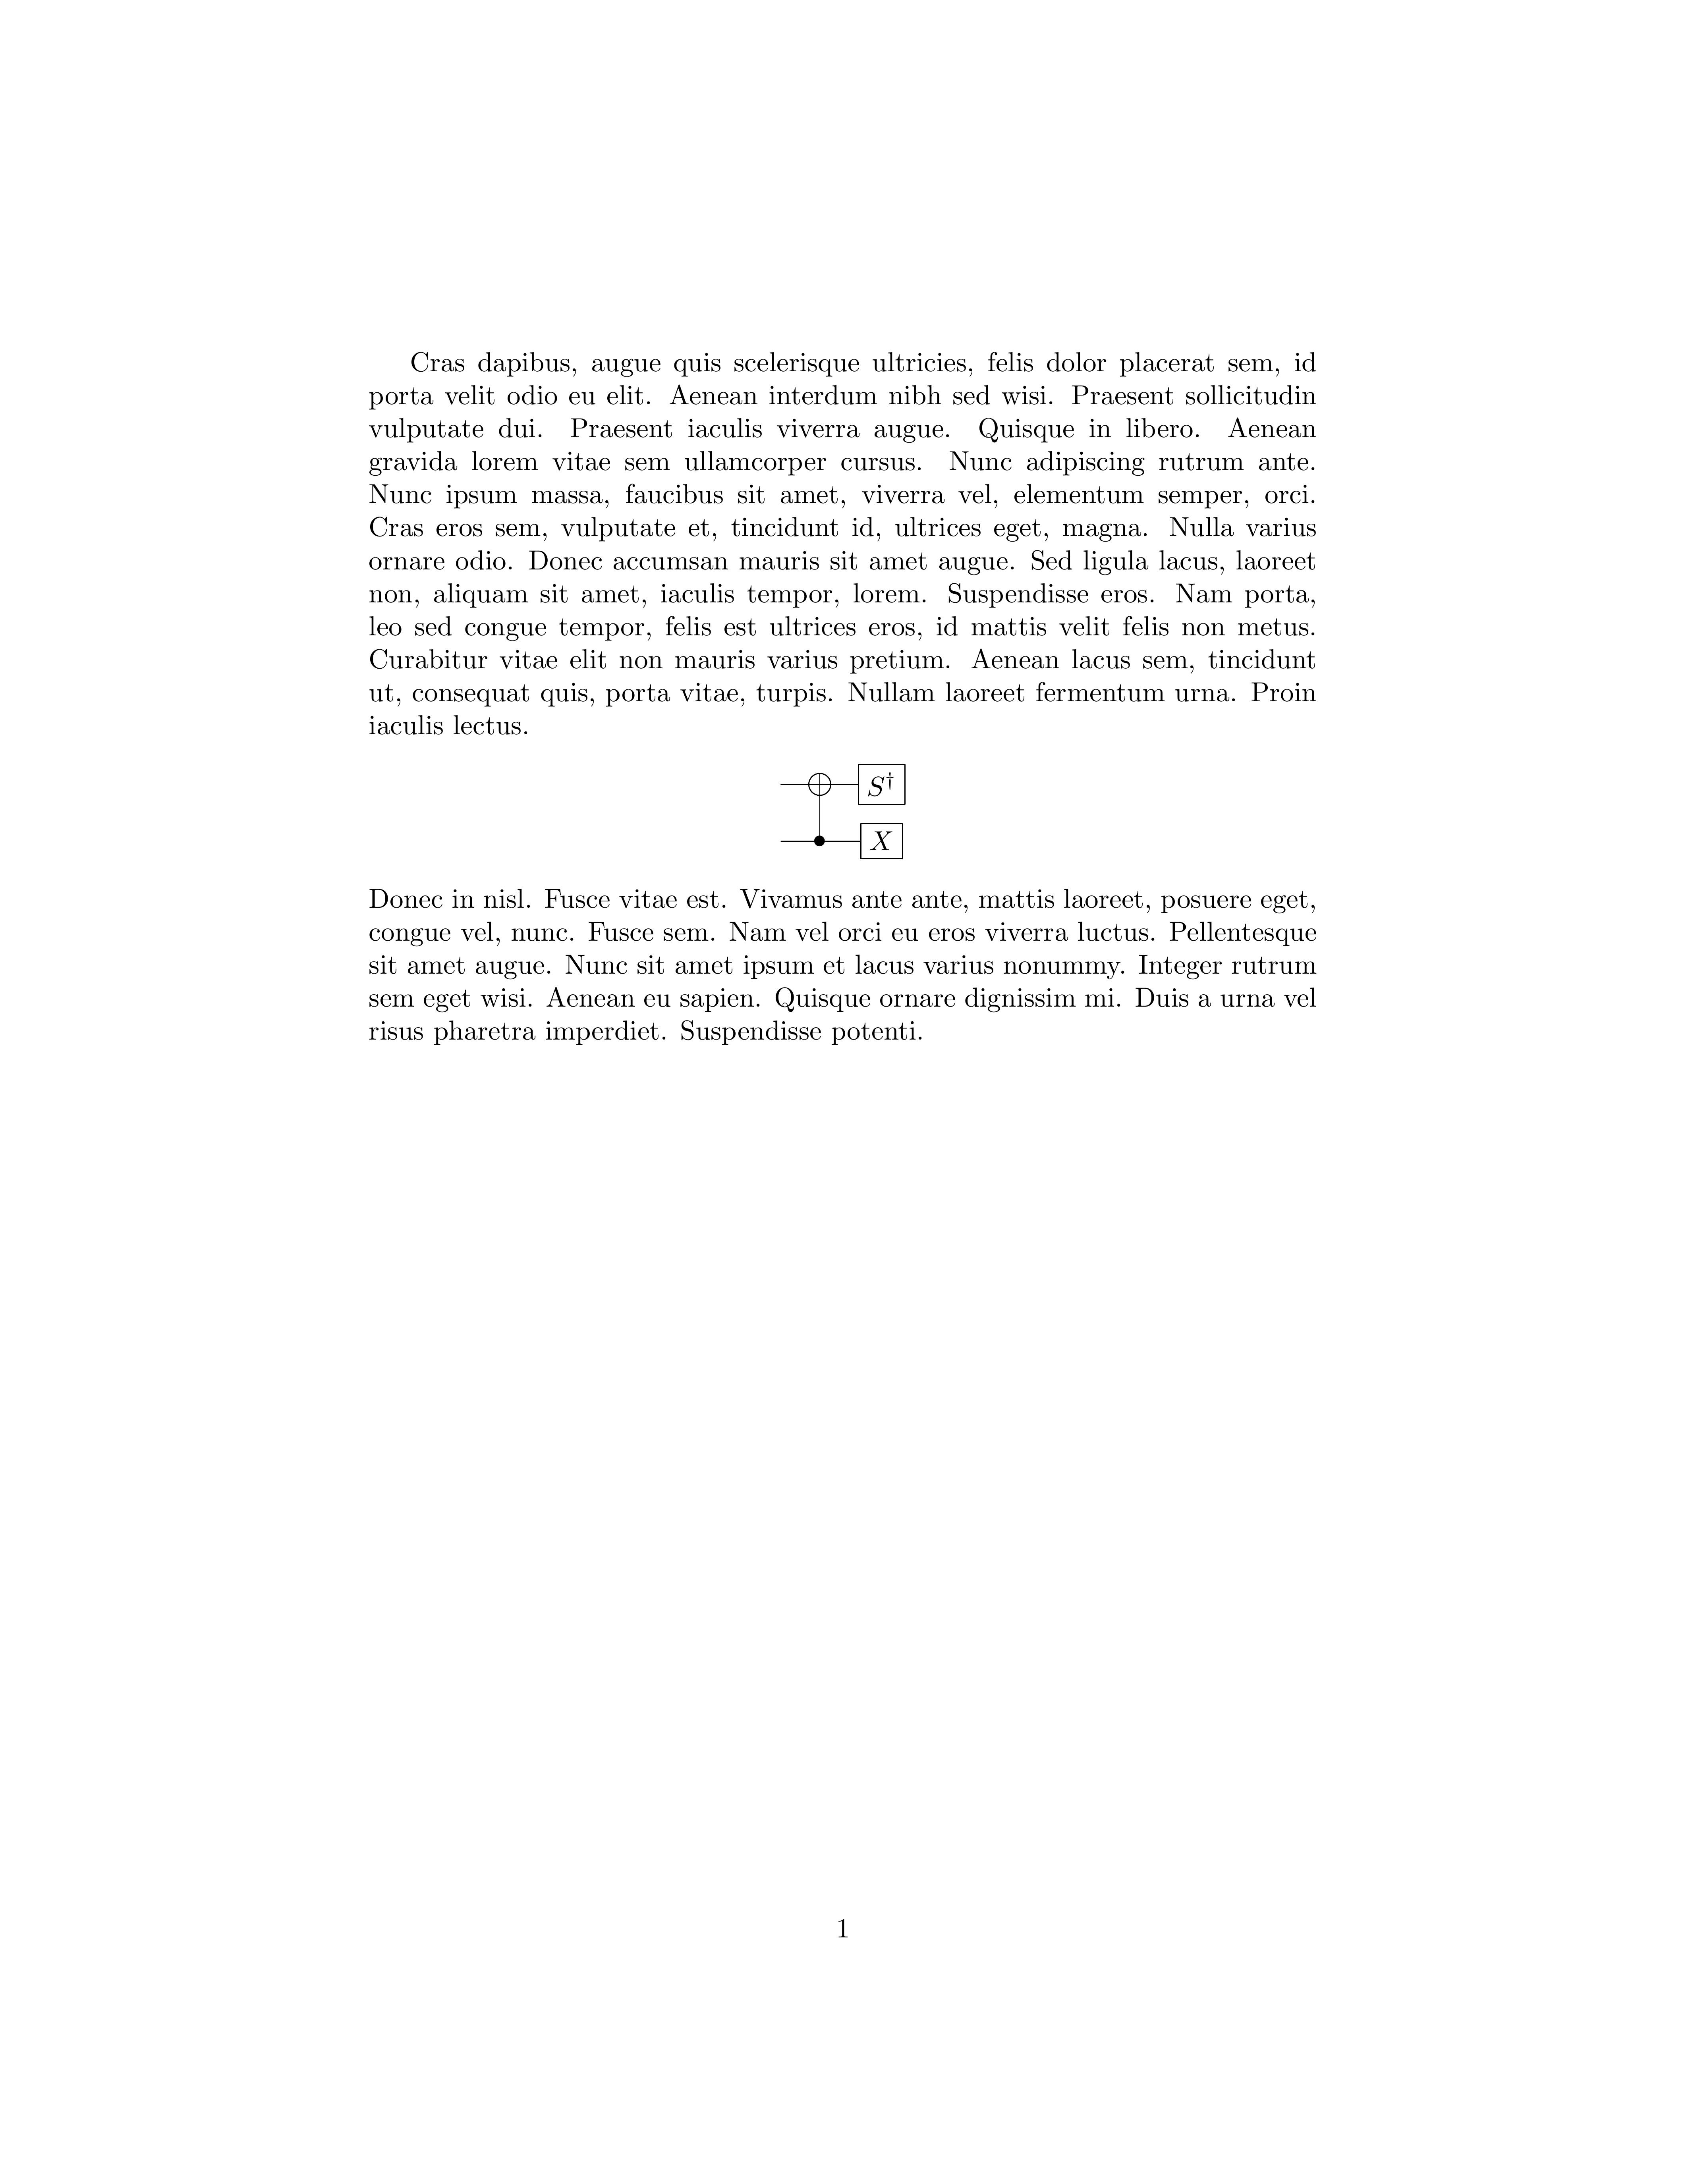 Cras dapibus, augue quis scelerisque ultricies, felis dolor placerat sem, id
porta velit odio eu elit. Aenean interdum nibh sed wisi. Praesent sollicitudin
vulputate dui. Praesent iaculis viverra augue. Quisque in libero. Aenean
gravida lorem vitae sem ullamcorper cursus. Nunc adipiscing rutrum ante.
Nunc ipsum massa, faucibus sit amet, viverra vel, elementum semper, orci.
Cras eros sem, vulputate et, tincidunt id, ultrices eget, magna. Nulla varius
ornare odio. Donec accumsan mauris sit amet augue. Sed ligula lacus, laoreet
non, aliquam sit amet, iaculis tempor, lorem. Suspendisse eros. Nam porta,
leo sed congue tempor, felis est ultrices eros, id mattis velit felis non metus.
Curabitur vitae elit non mauris varius pretium. Aenean lacus sem, tincidunt
ut, consequat quis, porta vitae, turpis. Nullam laoreet fermentum urna. Proin
iaculis lectus.
S†
X
Donec in nisl. Fusce vitae est. Vivamus ante ante, mattis laoreet, posuere eget,
congue vel, nunc. Fusce sem. Nam vel orci eu eros viverra luctus. Pellentesque
sit amet augue. Nunc sit amet ipsum et lacus varius nonummy. Integer rutrum
sem eget wisi. Aenean eu sapien. Quisque ornare dignissim mi. Duis a urna vel
risus pharetra imperdiet. Suspendisse potenti.
1